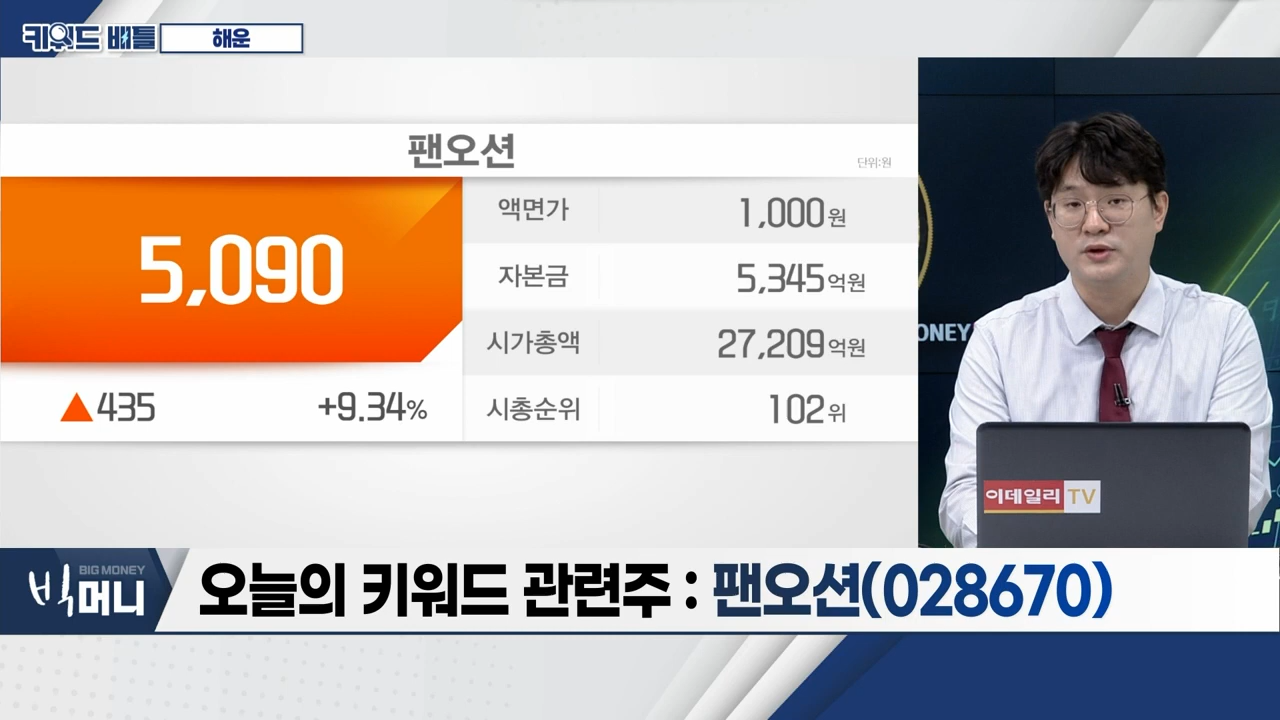 키워드 배틀 해운
팬오션
단위:원
5,090
▲435 +9.34%
액면가 1,000원
자본금 5,345억원
시가총액 27,209억원
시총순위 102위
ONEY
이데일리 TV
빅머니 BIG MONEY
오늘의 키워드 관련주 : 팬오션(028670)